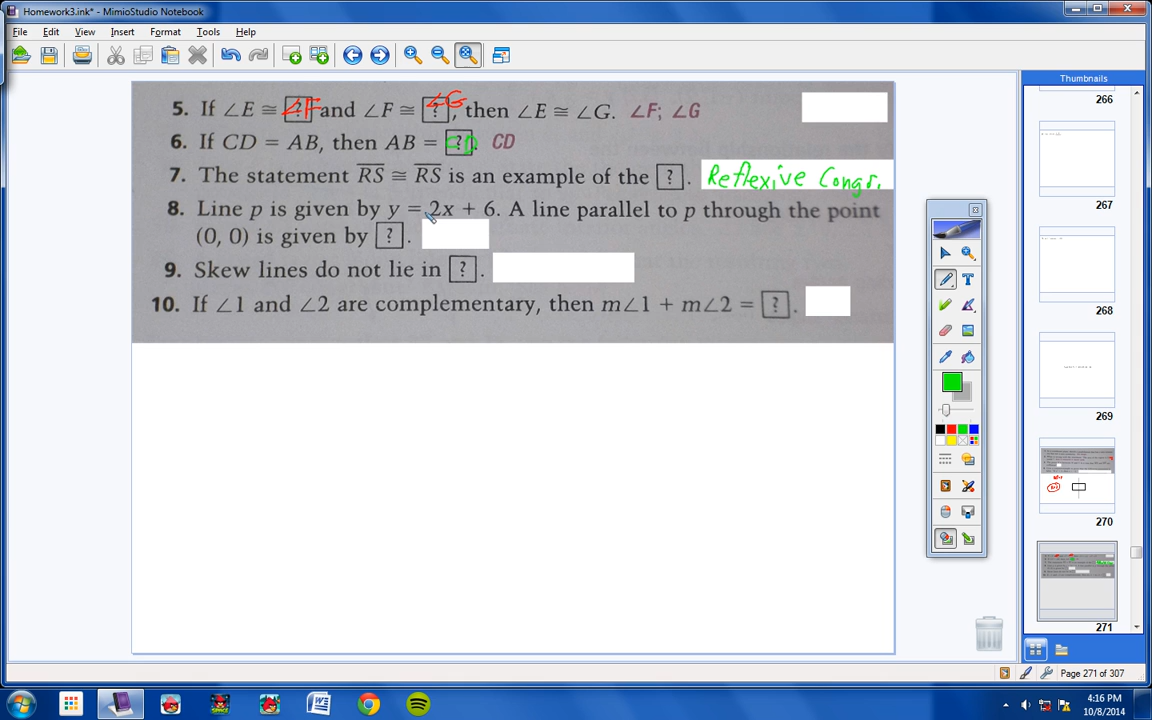 Homework3.ink* - MimioStudio Notebook
File Edit View Insert Format Tools Help
5. If ∠E ≅ ∠F ? and ∠F ≅ ∠G ?, then ∠E ≅ ∠G. ∠F; ∠G
6. If CD = AB, then AB = ? CD. CD
7. The statement RS ≅ RS is an example of the ?. Reflexive Congr.
8. Line p is given by y = 2x + 6. A line parallel to p through the point
(0, 0) is given by ?.
9. Skew lines do not lie in ?.
10. If ∠1 and ∠2 are complementary, then m∠1 + m∠2 = ?.
Thumbnails
266
267
268
269
270
271
T
Page 271 of 307
4:16 PM
10/8/2014